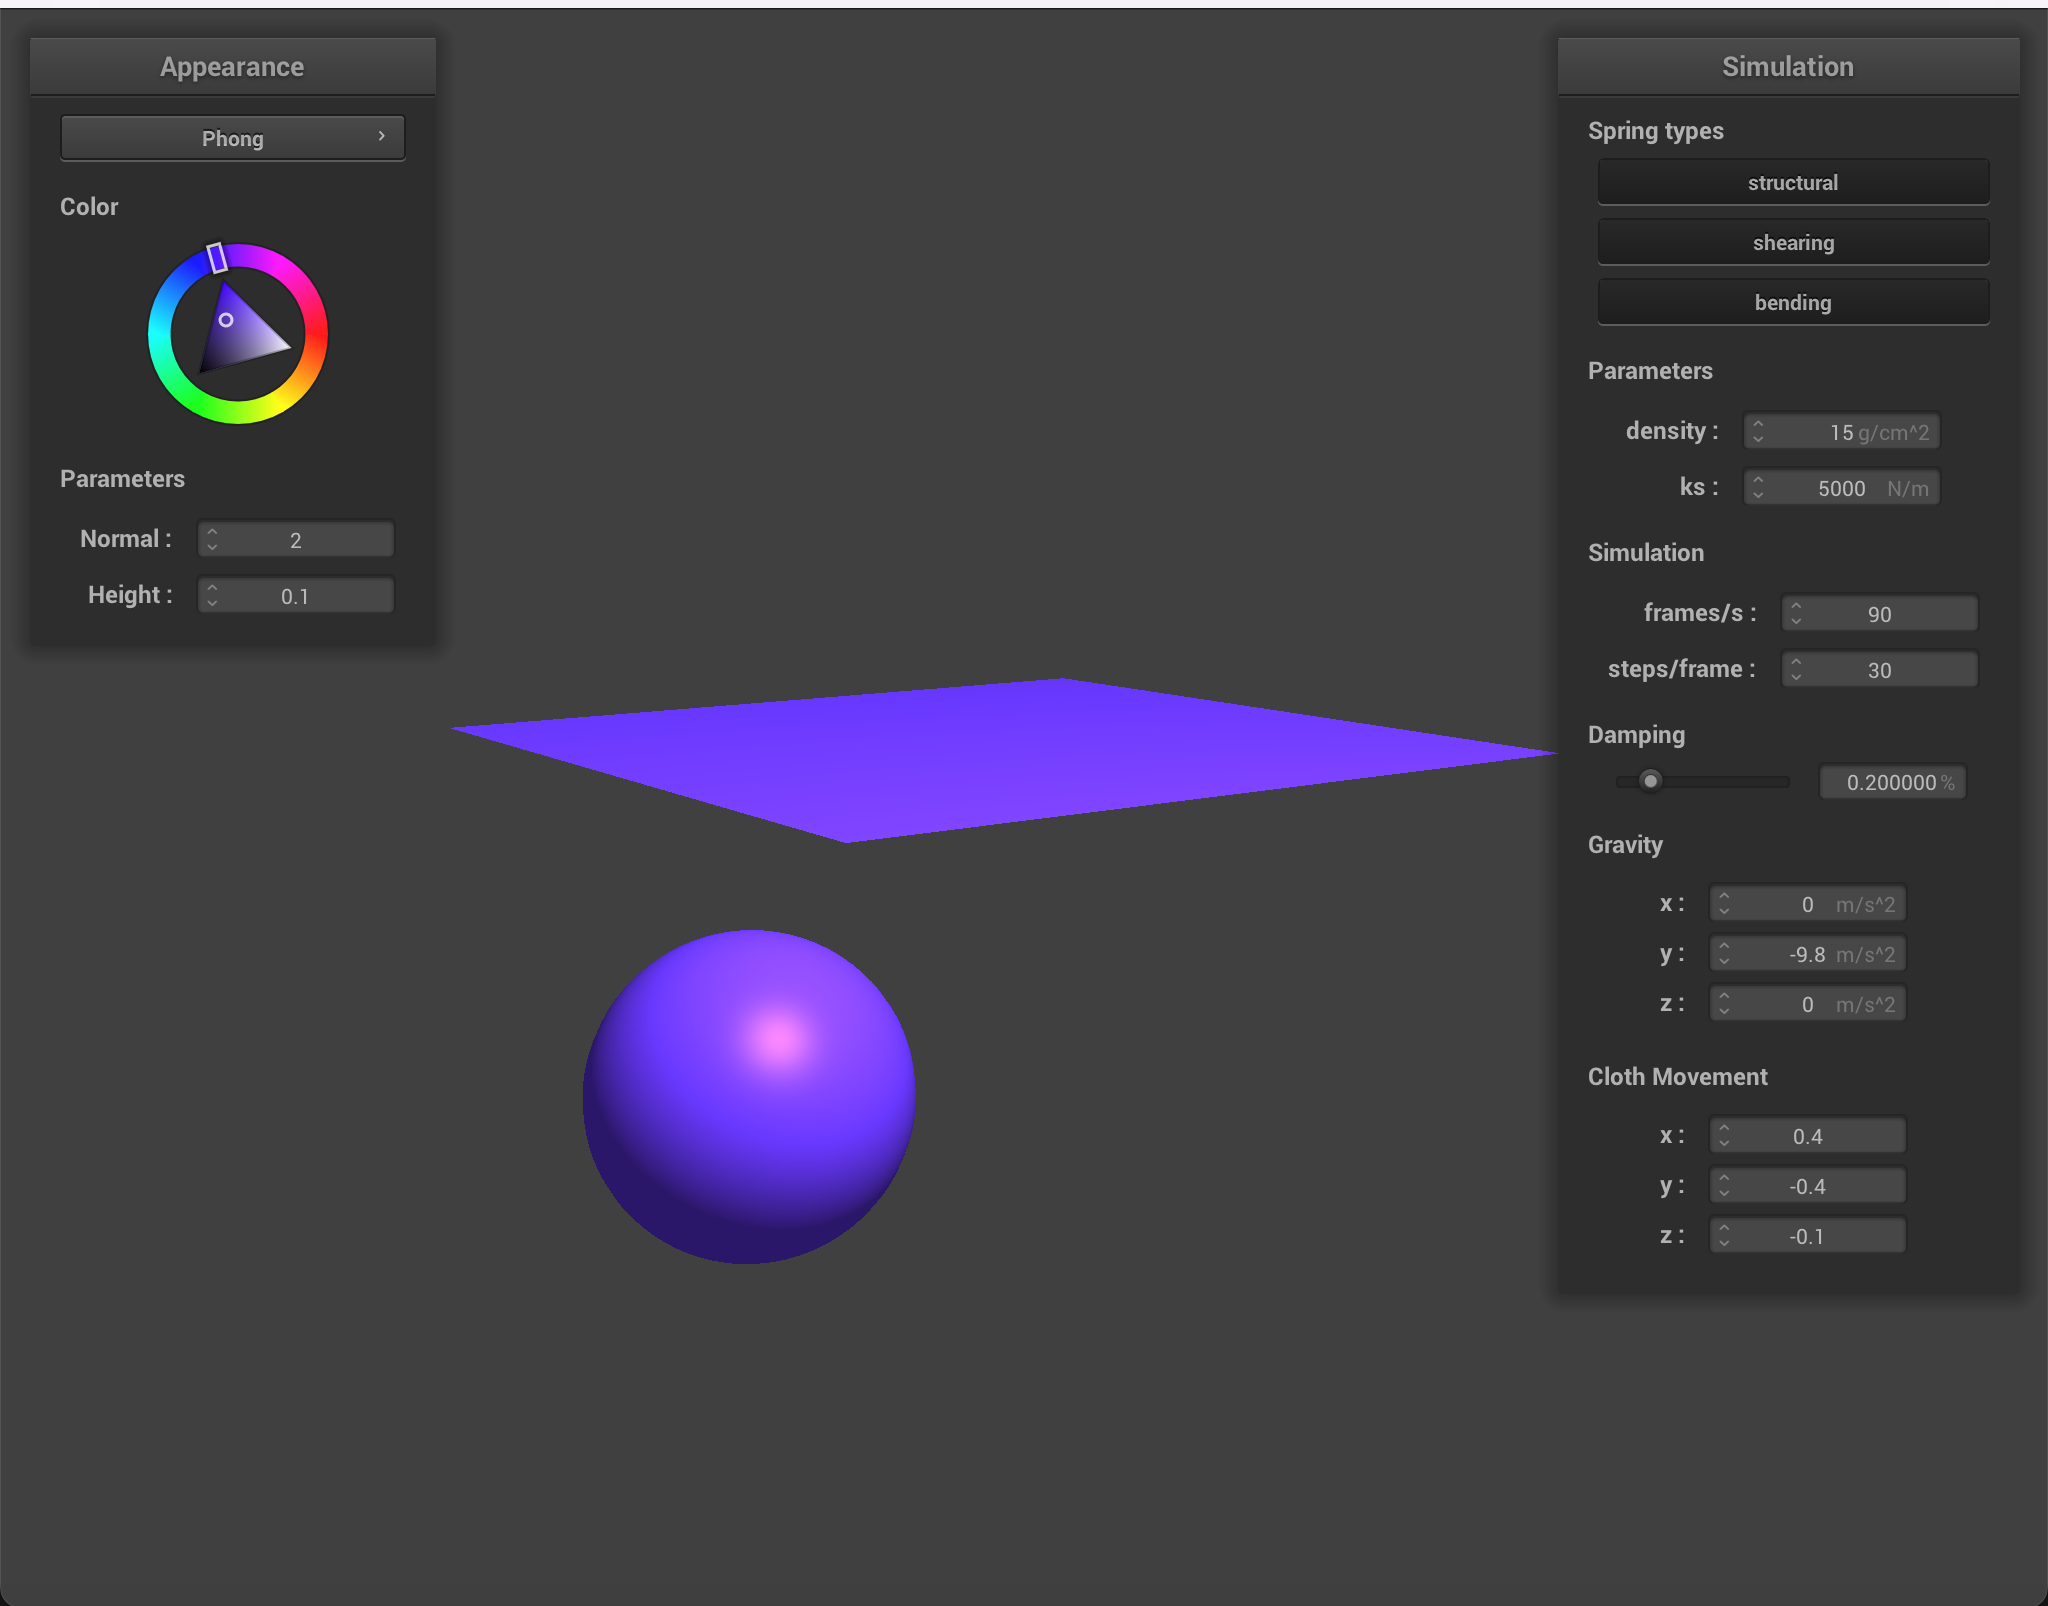 Appearance
Phong
Color
Parameters
Normal : 2
Height : 0.1
Simulation
Spring types
structural
shearing
bending
Parameters
density : 15 g/cm^2
ks : 5000 N/m
Simulation
frames/s : 90
steps/frame : 30
Damping
0.200000 %
Gravity
x : 0 m/s^2
y : -9.8 m/s^2
z : 0 m/s^2
Cloth Movement
x : 0.4
y : -0.4
z : -0.1